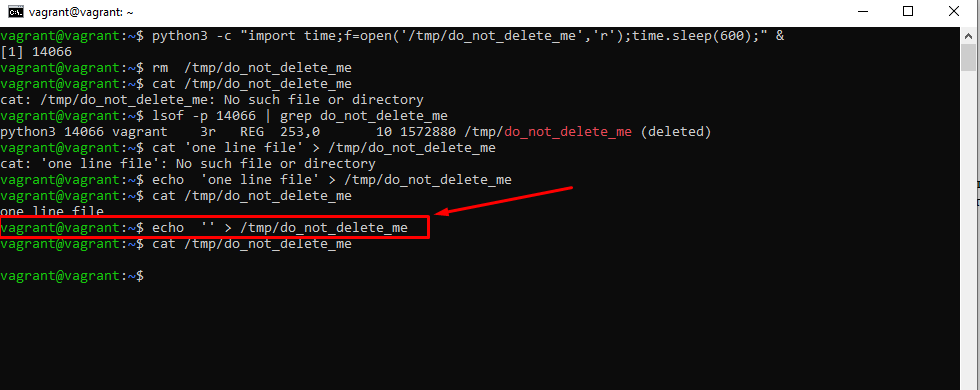 vagrant@vagrant: ~
vagrant@vagrant:~$ python3 -c "import time;f=open('/tmp/do_not_delete_me','r');time.sleep(600);" &
[1] 14066
vagrant@vagrant:~$ rm  /tmp/do_not_delete_me
vagrant@vagrant:~$ cat /tmp/do_not_delete_me
cat: /tmp/do_not_delete_me: No such file or directory
vagrant@vagrant:~$ lsof -p 14066 | grep do_not_delete_me
python3 14066 vagrant    3r   REG  253,0       10 1572880 /tmp/do_not_delete_me (deleted)
vagrant@vagrant:~$ cat 'one line file' > /tmp/do_not_delete_me
cat: 'one line file': No such file or directory
vagrant@vagrant:~$ echo  'one line file' > /tmp/do_not_delete_me
vagrant@vagrant:~$ cat /tmp/do_not_delete_me
one line file
vagrant@vagrant:~$ echo  '' > /tmp/do_not_delete_me
vagrant@vagrant:~$ cat /tmp/do_not_delete_me

vagrant@vagrant:~$